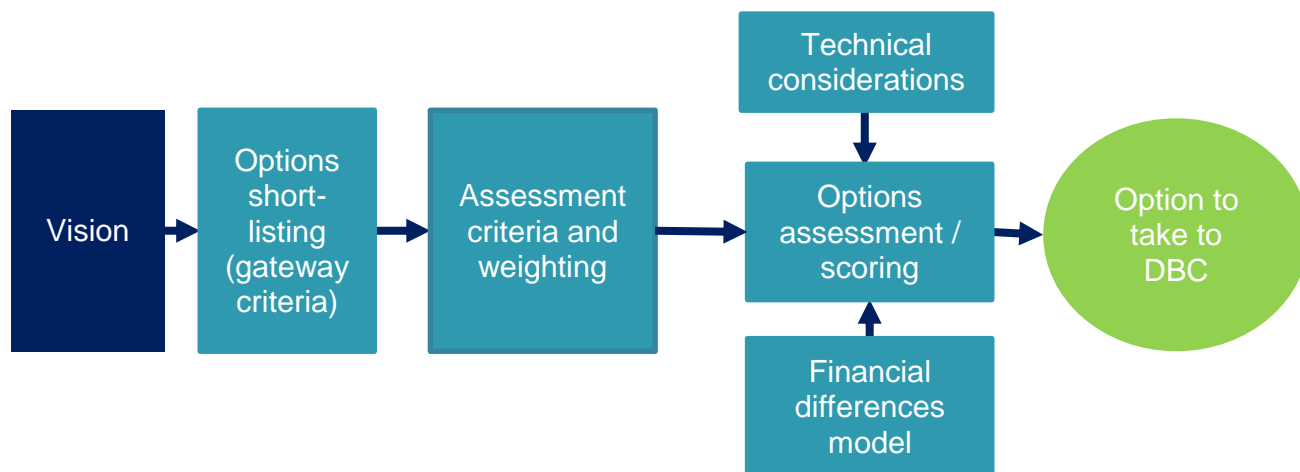 Vision
Options
short-
listing
(gateway
criteria)
Assessment
criteria and
weighting
Technical
considerations
Options
assessment /
scoring
Financial
differences
model
Option to
take to
DBC